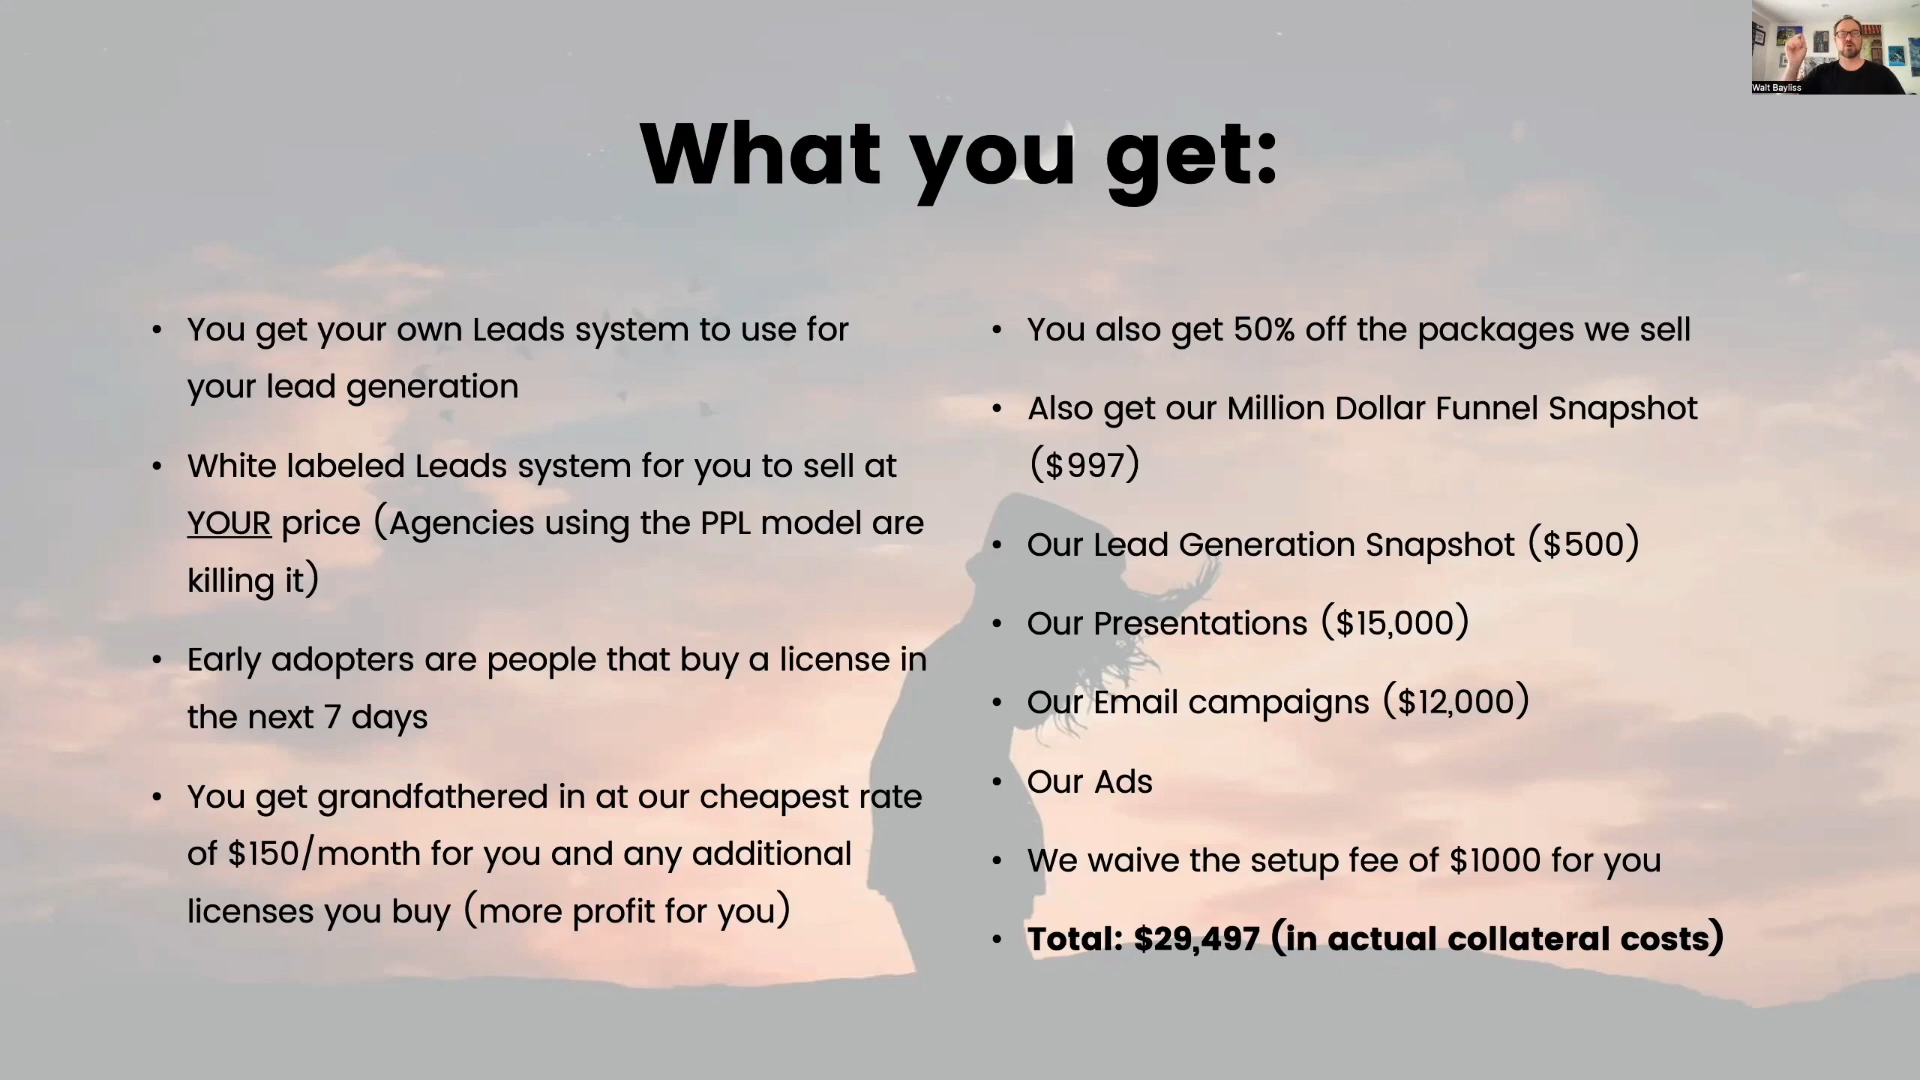 Walt Bayliss
What you get:
• You get your own Leads system to use for
your lead generation
• White labeled Leads system for you to sell at
YOUR price (Agencies using the PPL model are
killing it)
• Early adopters are people that buy a license in
the next 7 days
• You get grandfathered in at our cheapest rate
of $150/month for you and any additional
licenses you buy (more profit for you)
• You also get 50% off the packages we sell
• Also get our Million Dollar Funnel Snapshot
($997)
• Our Lead Generation Snapshot ($500)
• Our Presentations ($15,000)
• Our Email campaigns ($12,000)
• Our Ads
• We waive the setup fee of $1000 for you
• Total: $29,497 (in actual collateral costs)